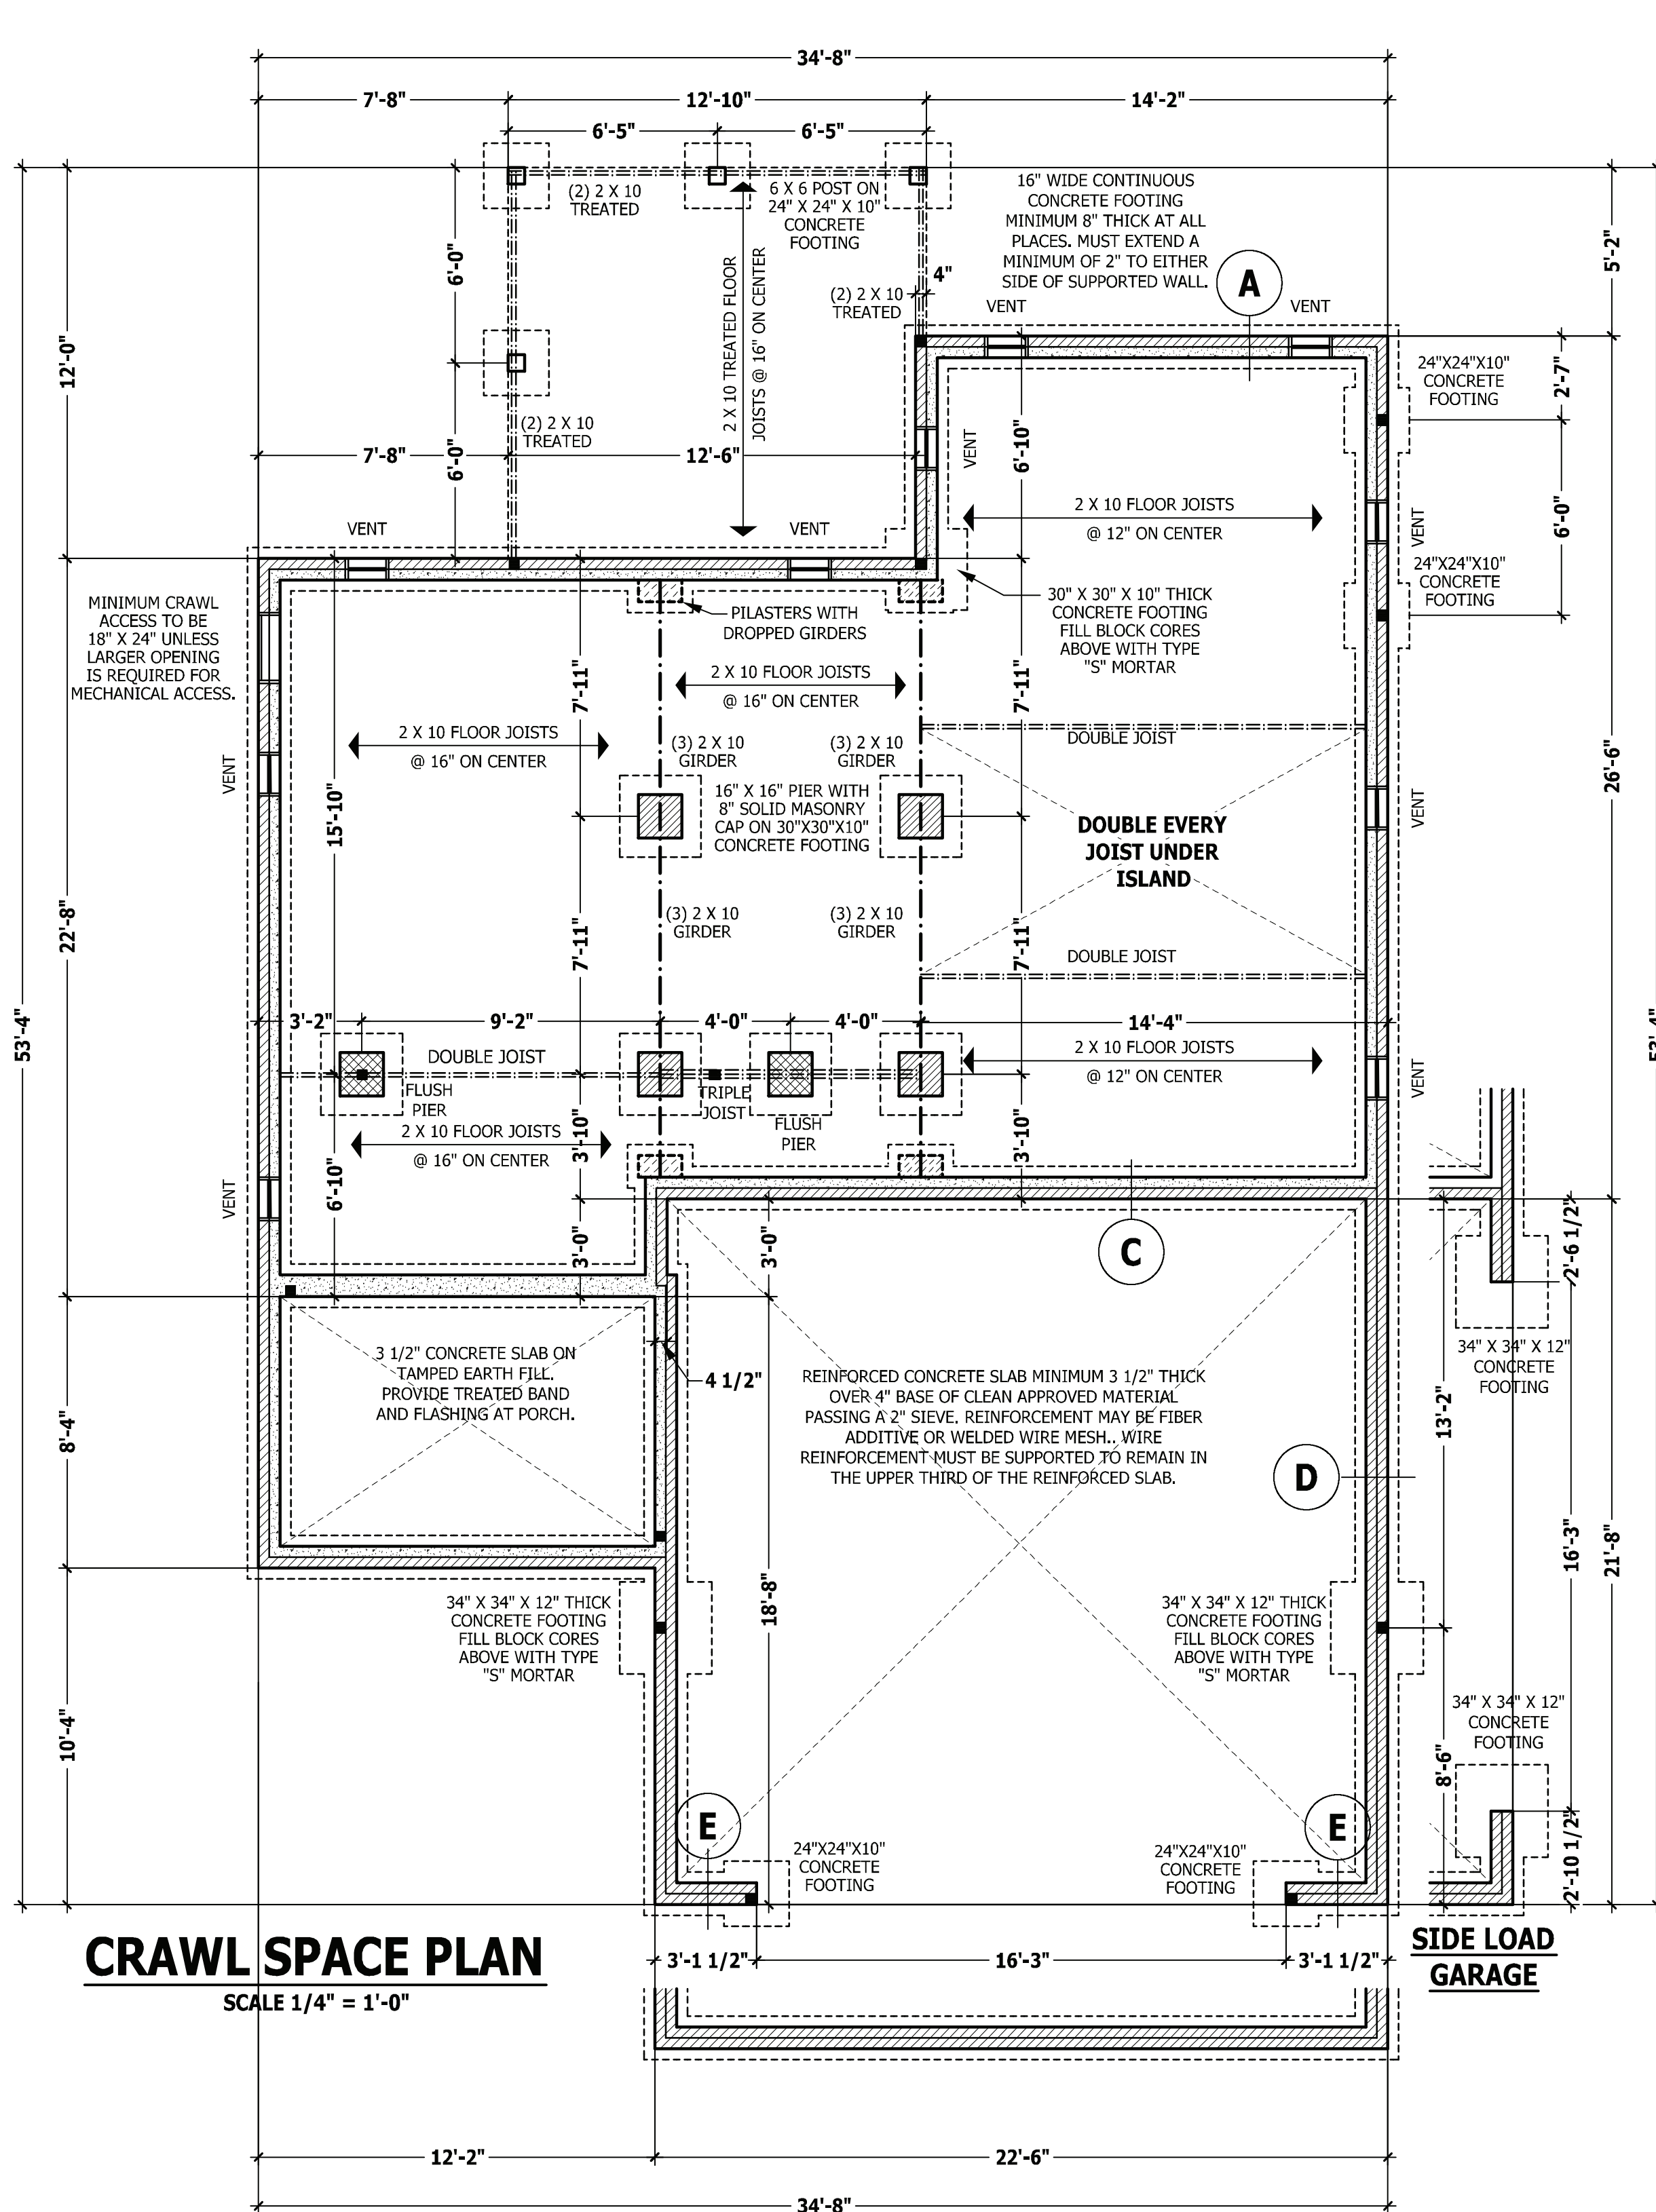 34'-8"
7'-8"
12'-10"
14'-2"
6'-5"
6'-5"
(2) 2 X 10
TREATED
6 X 6 POST ON
24" X 24" X 10"
CONCRETE
FOOTING
16" WIDE CONTINUOUS
CONCRETE FOOTING
MINIMUM 8" THICK AT ALL
PLACES. MUST EXTEND A
MINIMUM OF 2" TO EITHER
SIDE OF SUPPORTED WALL.
A
5'-2"
6'-0"
2 X 10 TREATED FLOOR
JOISTS @ 16" ON CENTER
4"
(2) 2 X 10
TREATED
VENT
VENT
12'-0"
24"X24"X10"
CONCRETE
FOOTING
2'-7"
(2) 2 X 10
TREATED
7'-8"
6'-0"
12'-6"
VENT
6'-10"
2 X 10 FLOOR JOISTS
@ 12" ON CENTER
VENT
6'-0"
VENT
VENT
24"X24"X10"
CONCRETE
FOOTING
MINIMUM CRAWL
ACCESS TO BE
18" X 24" UNLESS
LARGER OPENING
IS REQUIRED FOR
MECHANICAL ACCESS.
PILASTERS WITH
DROPPED GIRDERS
30" X 30" X 10" THICK
CONCRETE FOOTING
FILL BLOCK CORES
ABOVE WITH TYPE
"S" MORTAR
7'-11"
2 X 10 FLOOR JOISTS
@ 16" ON CENTER
7'-11"
2 X 10 FLOOR JOISTS
@ 16" ON CENTER
(3) 2 X 10
GIRDER
(3) 2 X 10
GIRDER
DOUBLE JOIST
26'-6"
VENT
15'-10"
16" X 16" PIER WITH
8" SOLID MASONRY
CAP ON 30"X30"X10"
CONCRETE FOOTING
DOUBLE EVERY
JOIST UNDER
ISLAND
VENT
22'-8"
7'-11"
(3) 2 X 10
GIRDER
(3) 2 X 10
GIRDER
7'-11"
DOUBLE JOIST
53'-4"
3'-2"
9'-2"
4'-0"
4'-0"
14'-4"
53'-4"
DOUBLE JOIST
FLUSH
PIER
TRIPLE
JOIST
FLUSH
PIER
2 X 10 FLOOR JOISTS
@ 12" ON CENTER
VENT
2 X 10 FLOOR JOISTS
@ 16" ON CENTER
3'-10"
3'-10"
VENT
6'-10"
3'-0"
3'-0"
C
2'-6 1/2"
3 1/2" CONCRETE SLAB ON
TAMPED EARTH FILL.
PROVIDE TREATED BAND
AND FLASHING AT PORCH.
4 1/2"
REINFORCED CONCRETE SLAB MINIMUM 3 1/2" THICK
OVER 4" BASE OF CLEAN APPROVED MATERIAL
PASSING A 2" SIEVE. REINFORCEMENT MAY BE FIBER
ADDITIVE OR WELDED WIRE MESH.. WIRE
REINFORCEMENT MUST BE SUPPORTED TO REMAIN IN
THE UPPER THIRD OF THE REINFORCED SLAB.
34" X 34" X 12"
CONCRETE
FOOTING
8'-4"
13'-2"
D
16'-3"
21'-8"
34" X 34" X 12" THICK
CONCRETE FOOTING
FILL BLOCK CORES
ABOVE WITH TYPE
"S" MORTAR
18'-8"
34" X 34" X 12" THICK
CONCRETE FOOTING
FILL BLOCK CORES
ABOVE WITH TYPE
"S" MORTAR
10'-4"
34" X 34" X 12"
CONCRETE
FOOTING
8'-6"
E
E
24"X24"X10"
CONCRETE
FOOTING
24"X24"X10"
CONCRETE
FOOTING
2'-10 1/2"
CRAWL SPACE PLAN
SCALE 1/4" = 1'-0"
3'-1 1/2"
16'-3"
3'-1 1/2"
SIDE LOAD
GARAGE
12'-2"
22'-6"
34'-8"